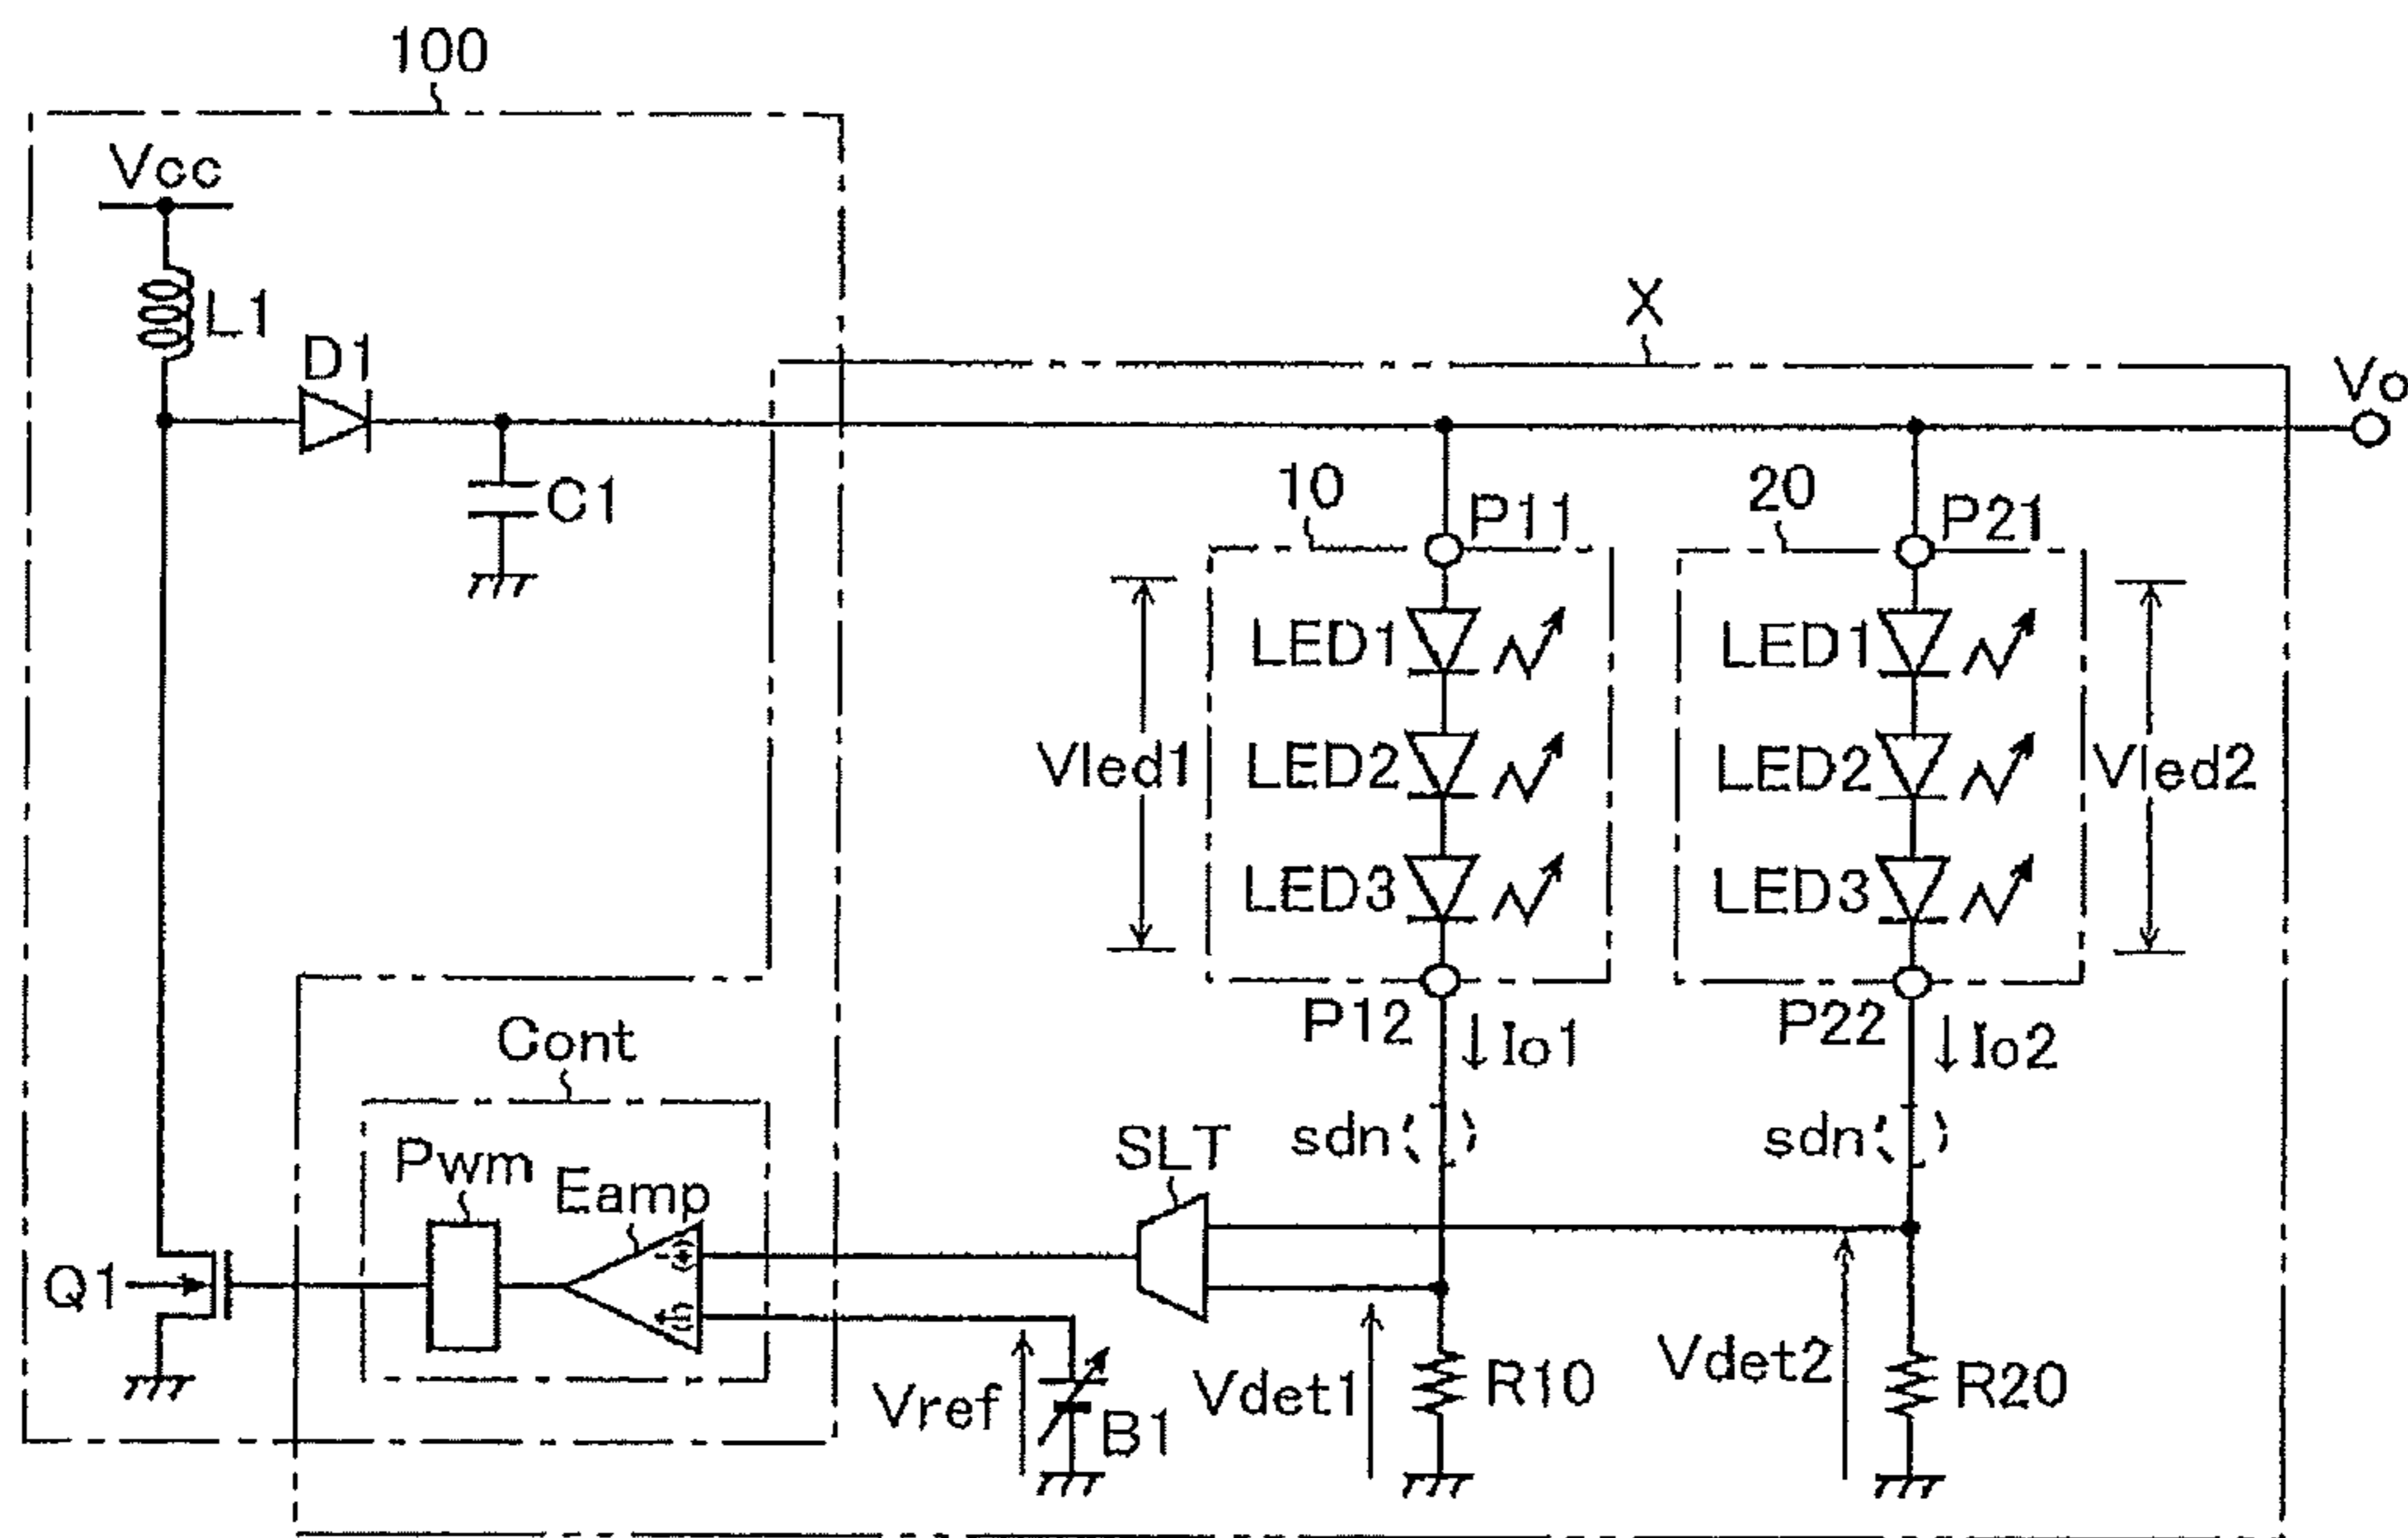 100
Vcc
L1
D1
C1
X
Vo
10
P11
20
P21
LED1
LED1
Vled1
LED2
LED2
Vled2
LED3
LED3
P12
Io1
P22
Io2
Cont
sdn
sdn
SLT
Pwm
Eamp
Q1
Vref
B1
Vdet1
R10
Vdet2
R20